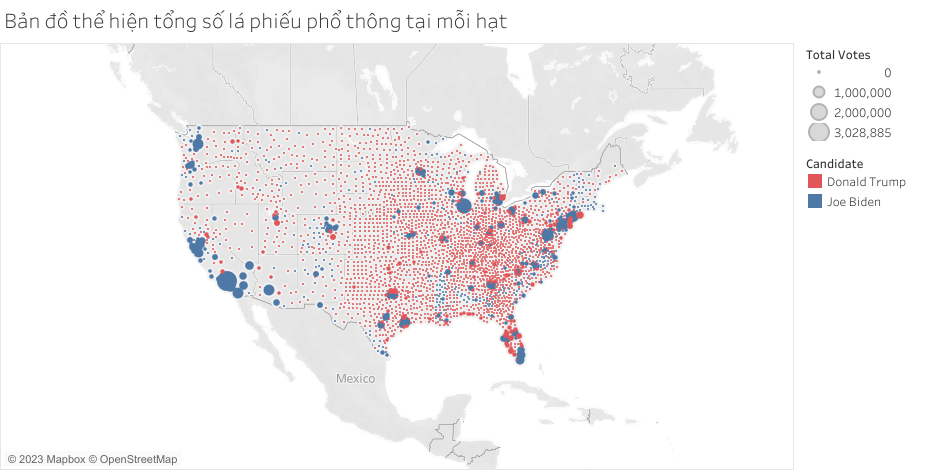 Bản đồ thể hiện tổng số lá phiếu phổ thông tại mỗi hạt
Total Votes
0
1,000,000
2,000,000
3,028,885
Candidate
Donald Trump
Joe Biden
Mexico
© 2023 Mapbox © OpenStreetMap